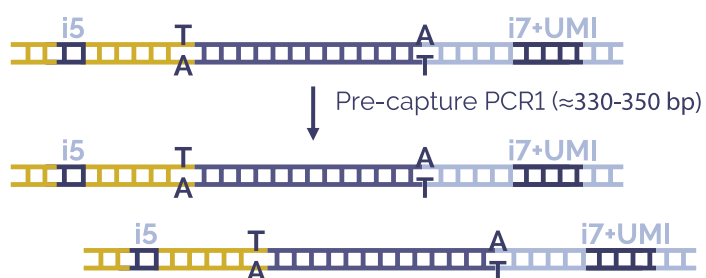 i5 T A i7+UMI
A T
Pre-capture PCR1 (≈330-350 bp)
i5 T A i7+UMI
A T
i5 T A i7+UMI
A T